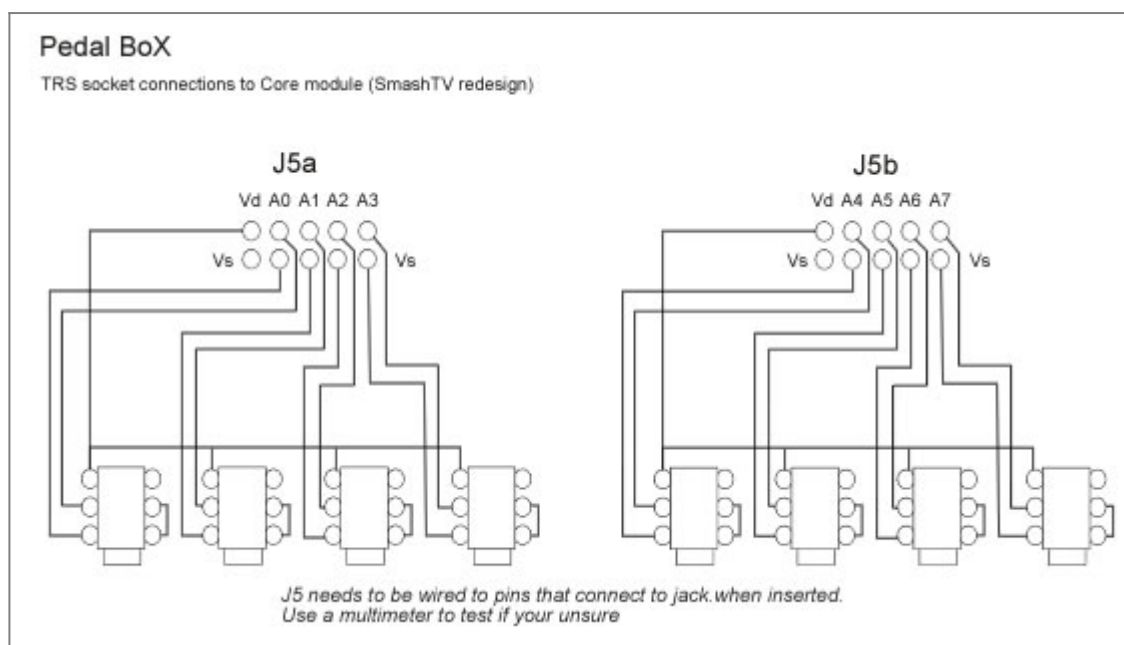 Pedal BoX
TRS socket connections to Core module (SmashTV redesign)
J5a
J5b
Vd A0 A1 A2 A3
Vd A4 A5 A6 A7
Vs
Vs
Vs
Vs
J5 needs to be wired to pins that connect to jack.when inserted.
Use a multimeter to test if your unsure